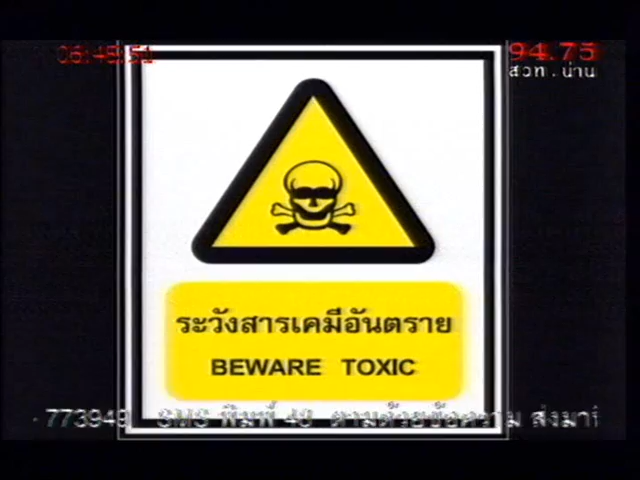 06:45:51
94.75
สวท.น่าน
ระวังสารเคมีอันตราย
BEWARE TOXIC
773949 SMS พิมพ์ 48 ตามด้วยข้อความ ส่งมาที่